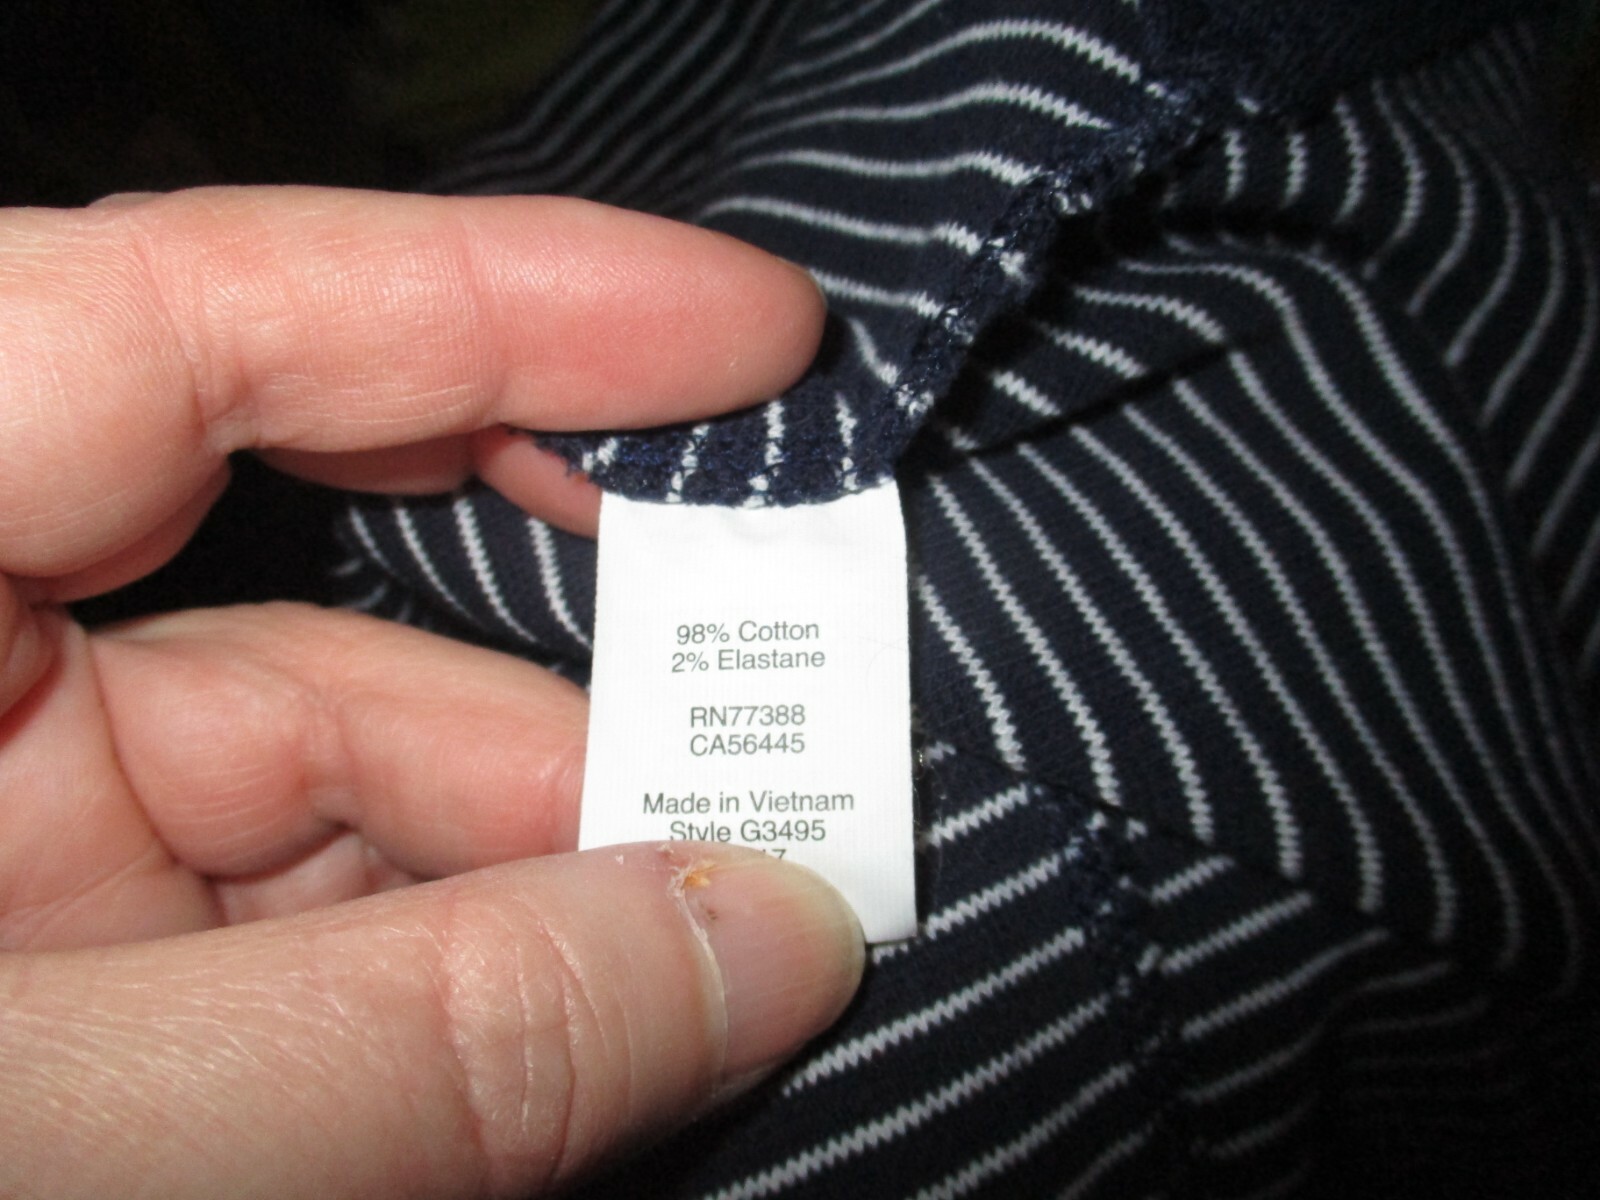 98% Cotton
2% Elastane
RN77388
CA56445
Made in Vietnam
Style G3495